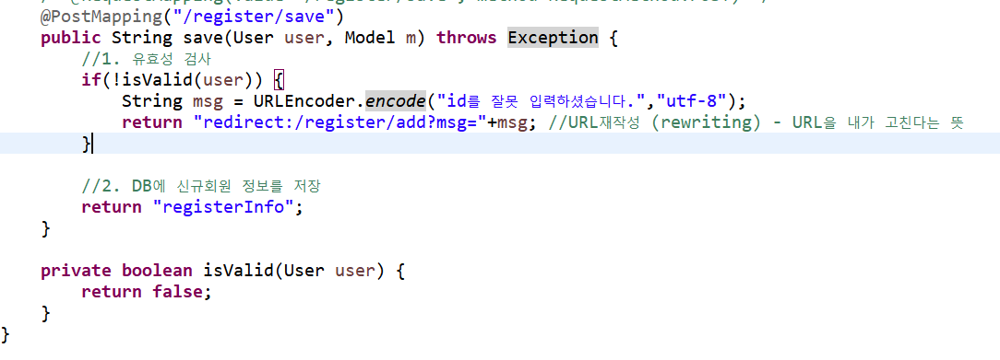 @PostMapping("/register/save")
public String save(User user, Model m) throws Exception {
//1. 유효성 검사
if(!isValid(user)) {
String msg = URLEncoder.encode("id를 잘못 입력하셨습니다.","utf-8");
return "redirect:/register/add?msg="+msg; //URL재작성 (rewriting) - URL을 내가 고친다는 뜻
}
//2. DB에 신규회원 정보를 저장
return "registerInfo";
}
private boolean isValid(User user) {
return false;
}
}